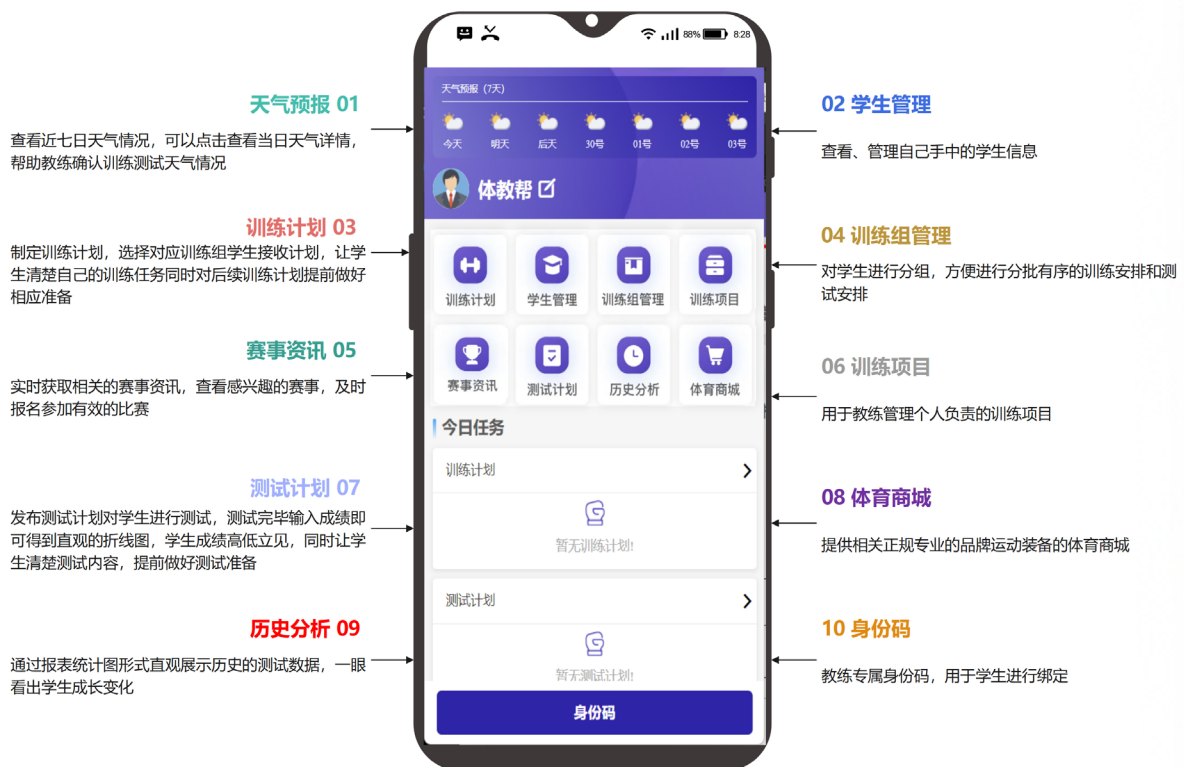 88% 8:28
天气预报 (7天)
今天 明天 后天 30号 01号 02号 03号
体教帮
训练计划 学生管理 训练组管理 训练项目
赛事资讯 测试计划 历史分析 体育商城
今日任务
训练计划
暂无训练计划!
测试计划
暂无测试计划!
身份码
天气预报 01
查看近七日天气情况，可以点击查看当日天气详情，
帮助教练确认训练测试天气情况
02 学生管理
查看、管理自己手中的学生信息
训练计划 03
制定训练计划，选择对应训练组学生接收计划，让学
生清楚自己的训练任务同时对后续训练计划提前做好
相应准备
04 训练组管理
对学生进行分组，方便进行分批有序的训练安排和测
试安排
赛事资讯 05
实时获取相关的赛事资讯，查看感兴趣的赛事，及时
报名参加有效的比赛
06 训练项目
用于教练管理个人负责的训练项目
测试计划 07
发布测试计划对学生进行测试，测试完毕输入成绩即
可得到直观的折线图，学生成绩高低立见，同时让学
生清楚测试内容，提前做好测试准备
08 体育商城
提供相关正规专业的品牌运动装备的体育商城
历史分析 09
通过报表统计图形式直观展示历史的测试数据，一眼
看出学生成长变化
10 身份码
教练专属身份码，用于学生进行绑定